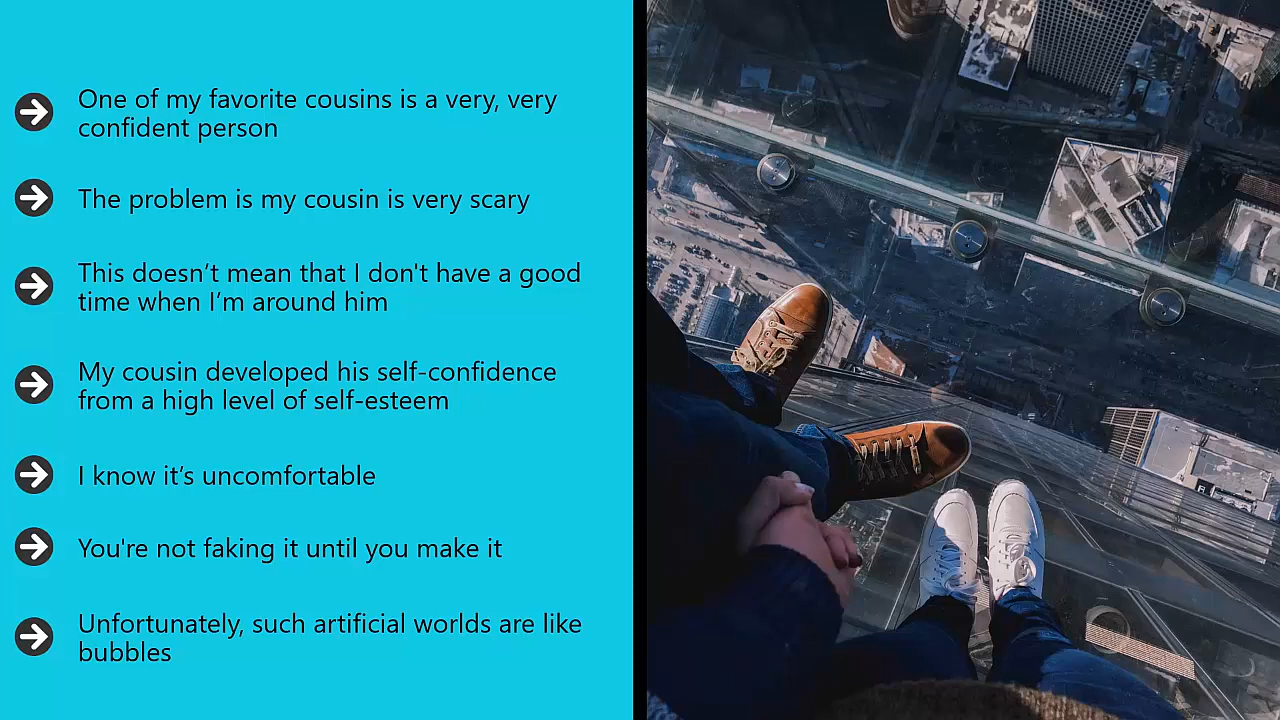 One of my favorite cousins is a very, very
confident person
The problem is my cousin is very scary
This doesn’t mean that I don't have a good
time when I’m around him
My cousin developed his self-confidence
from a high level of self-esteem
I know it’s uncomfortable
You're not faking it until you make it
Unfortunately, such artificial worlds are like
bubbles